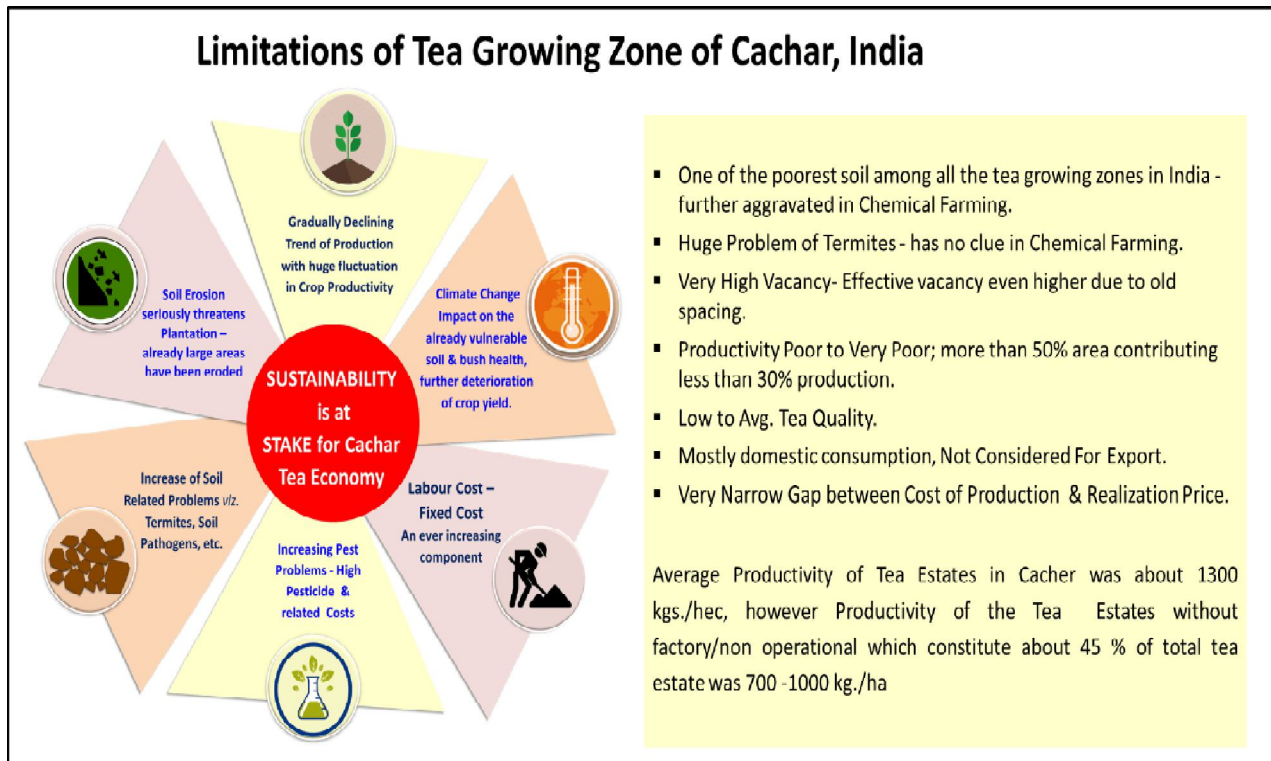 Limitations of Tea Growing Zone of Cachar, India
Gradually Declining
Trend of Production
with huge fluctuation
in Crop Productivity
Climate Change
Impact on the
already vulnerable
soil & bush health,
further deterioration
of crop yield.
Labour Cost –
Fixed Cost
An ever increasing
component
Increasing Pest
Problems - High
Pesticide &
related Costs
Increase of Soil
Related Problems viz.
Termites, Soil
Pathogens, etc.
Soil Erosion
seriously threatens
Plantation –
already large areas
have been eroded
SUSTAINABILITY
is at
STAKE for Cachar
Tea Economy
▪ One of the poorest soil among all the tea growing zones in India -
further aggravated in Chemical Farming.
▪ Huge Problem of Termites - has no clue in Chemical Farming.
▪ Very High Vacancy- Effective vacancy even higher due to old
spacing.
▪ Productivity Poor to Very Poor; more than 50% area contributing
less than 30% production.
▪ Low to Avg. Tea Quality.
▪ Mostly domestic consumption, Not Considered For Export.
▪ Very Narrow Gap between Cost of Production & Realization Price.
Average Productivity of Tea Estates in Cacher was about 1300
kgs./hec, however Productivity of the Tea Estates without
factory/non operational which constitute about 45 % of total tea
estate was 700 -1000 kg./ha